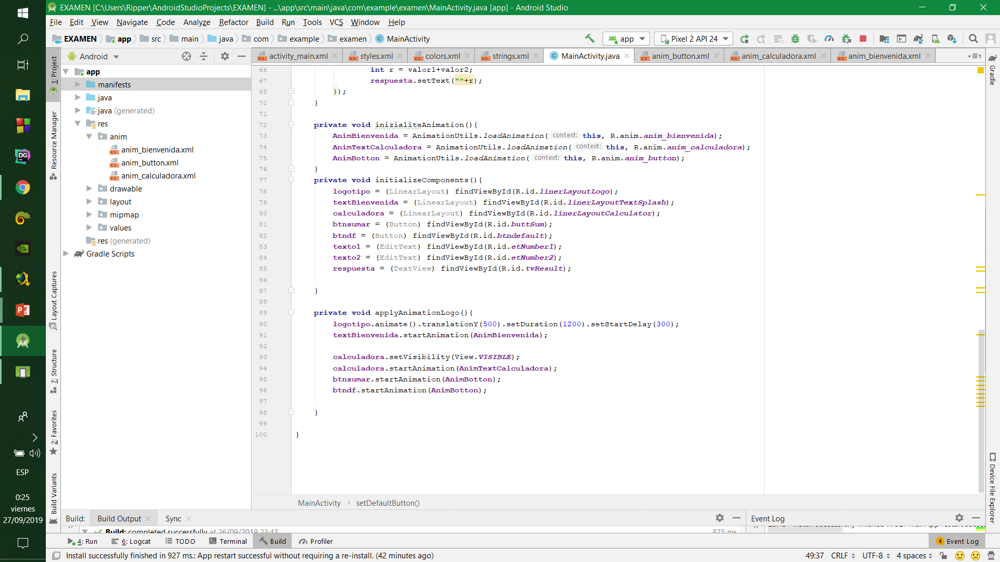 EXAMEN [C:\Users\Ripper\AndroidStudioProjects\EXAMEN] - ...\app\src\main\java\com\example\examen\MainActivity.java [app] - Android Studio
File Edit View Navigate Code Analyze Refactor Build Run Tools VCS Window Help
EXAMEN app src main java com example examen MainActivity
app Pixel 2 API 24
Android
activity_main.xml styles.xml colors.xml strings.xml MainActivity.java anim_button.xml anim_calculadora.xml anim_bienvenida.xml
1
1: Project
Resource Manager
Layout Captures
7: Structure
2: Favorites
Build Variants
app
manifests
java
java (generated)
res
anim
anim_bienvenida.xml
anim_button.xml
anim_calculadora.xml
drawable
layout
mipmap
values
res (generated)
Gradle Scripts
66 int r = valor1+valor2;
67 respuesta.setText(""+r);
68 });
70 }
71
72 private void inizialiteAnimation(){
73 AnimBienvenida = AnimationUtils.loadAnimation( context: this, R.anim.anim_bienvenida);
74 AnimTextCalculadora = AnimationUtils.loadAnimation( context: this, R.anim.anim_calculadora);
75 AnimBotton = AnimationUtils.loadAnimation( context: this, R.anim.anim_button);
76 }
77 private void initializeComponents(){
78 logotipo = (LinearLayout) findViewById(R.id.linerLayoutLogo);
79 textBienvenida = (LinearLayout) findViewById(R.id.linerLayoutTextSplash);
80 calculadora = (LinearLayout) findViewById(R.id.linerLayoutCalculator);
81 btnsumar = (Button) findViewById(R.id.buttSum);
82 btndf = (Button) findViewById(R.id.btndefault);
83 texto1 = (EditText) findViewById(R.id.etNumber1);
84 texto2 = (EditText) findViewById(R.id.etNumber2);
85 respuesta = (TextView) findViewById(R.id.tvResult);
86
87 }
88
89 private void applyAnimationLogo(){
90 logotipo.animate().translationY(500).setDuration(1200).setStartDelay(300);
91 textBienvenida.startAnimation(AnimBienvenida);
92
93 calculadora.setVisibility(View.VISIBLE);
94 calculadora.startAnimation(AnimTextCalculadora);
95 btnsumar.startAnimation(AnimBotton);
96 btndf.startAnimation(AnimBotton);
97
98 }
99
100 }
MainActivity › setDefaultButton()
Gradle
Device File Explorer
Build: Build Output Sync
Build: completed successfully at 26/09/2019 23:43 875 ms
Event Log
4: Run 6: Logcat TODO Terminal Build Profiler
4 Event Log
Install successfully finished in 927 ms.: App restart successful without requiring a re-install. (42 minutes ago)
49:37 CRLF UTF-8 4 spaces
DG
ESP
0:25
viernes
27/09/2019